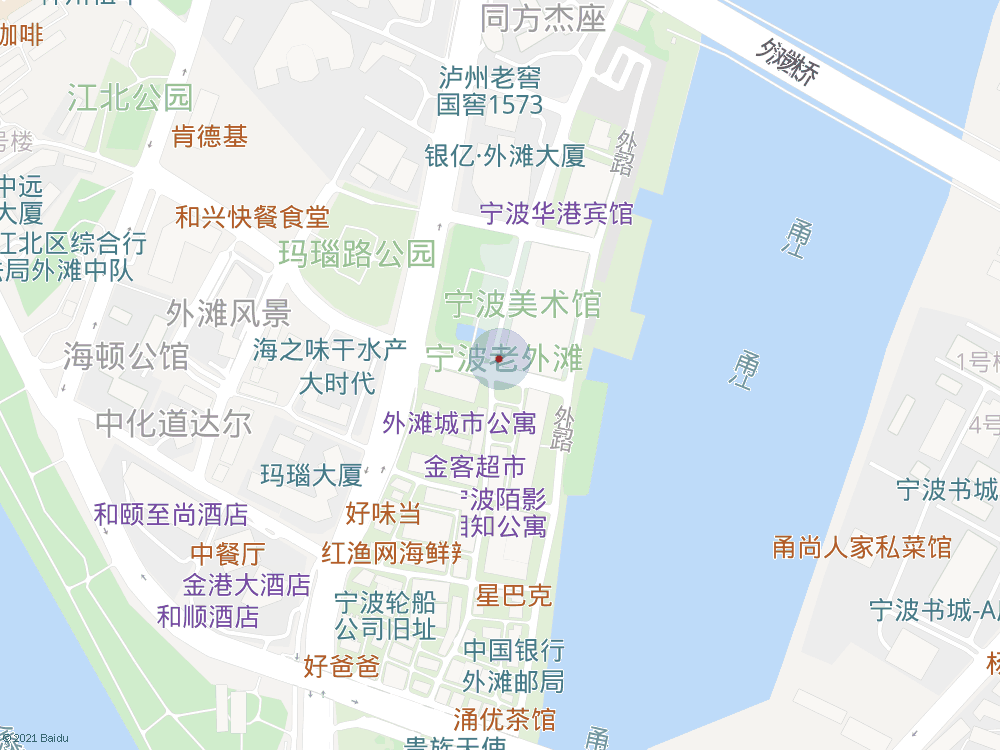 同方杰座
咖啡
外滩大桥
泸州老窖
国窖1573
江北公园
肯德基
号楼
银亿·外滩大厦
外
路
中远
大厦
和兴快餐食堂
宁波华港宾馆
甬
江
江北区综合行
法局外滩中队
玛瑙路公园
外滩风景
宁波美术馆
海顿公馆
海之味干水产
大时代
宁波老外滩
甬
江
1号楼
中化道达尔
外滩城市公寓
外
路
4号
玛瑙大厦
金客超市
宁波陌影
相知公寓
宁波书城
和颐至尚酒店
好味当
中餐厅
红渔网海鲜
甬尚人家私菜馆
金港大酒店
和顺酒店
星巴克
宁波轮船
公司旧址
宁波书城-A
中国银行
外滩邮局
好爸爸
杨
涌优茶馆
甬
贵族天使
© 2021 Baidu